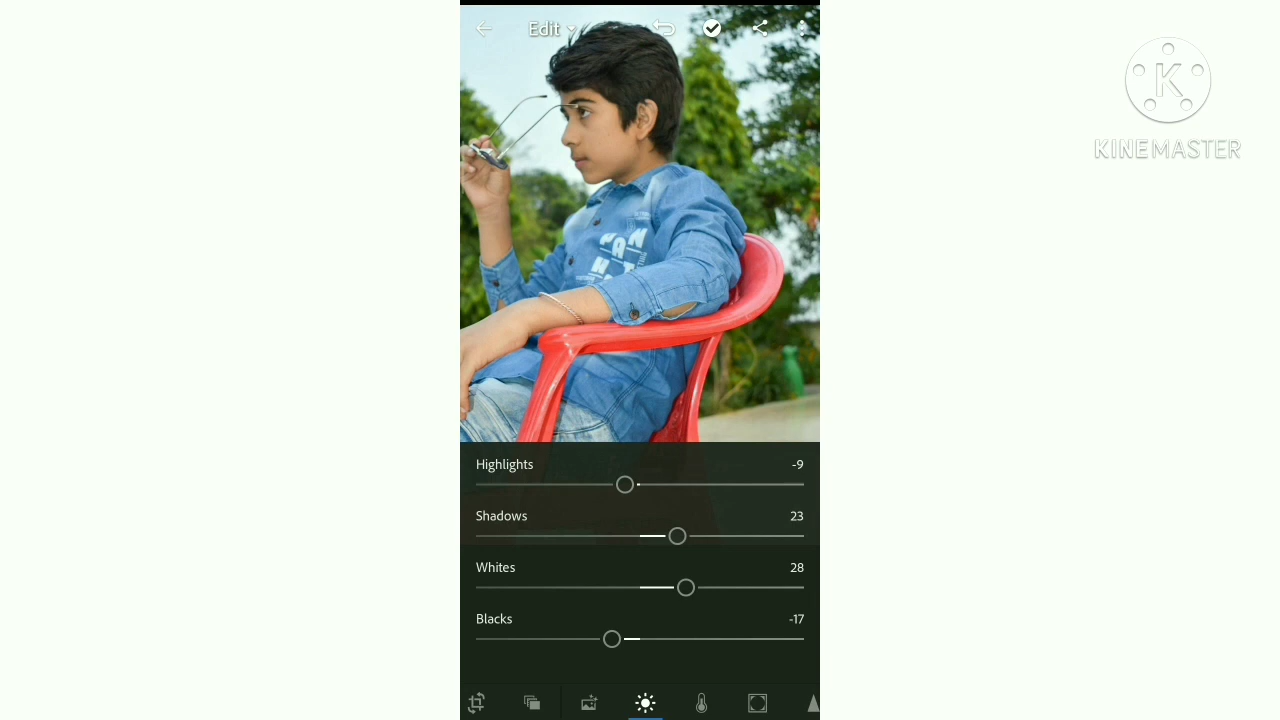 Edit
KINEMASTER
Highlights -9
Shadows 23
Whites 28
Blacks -17